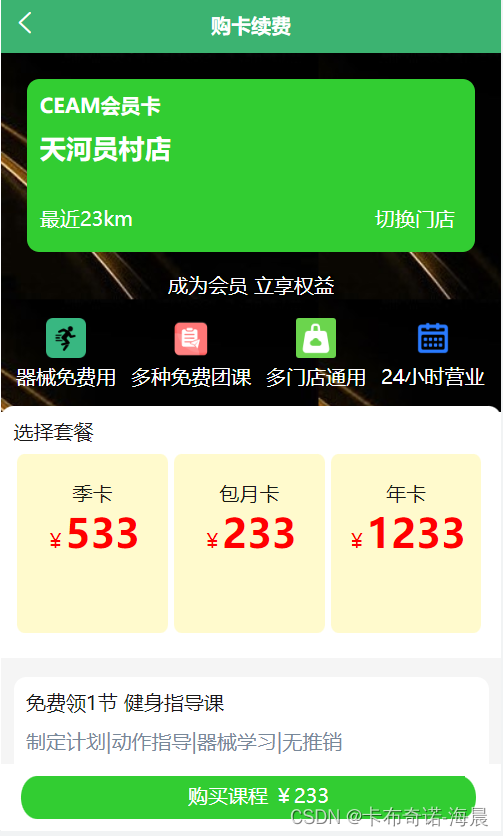 购卡续费
CEAM会员卡
天河员村店
最近23km 切换门店
成为会员 立享权益
器械免费用 多种免费团课 多门店通用 24小时营业
选择套餐
季卡 包月卡 年卡
￥533 ￥233 ￥1233
免费领1节 健身指导课
制定计划|动作指导|器械学习|无推销
购买课程 ￥233
CSDN @卡布奇诺-海晨